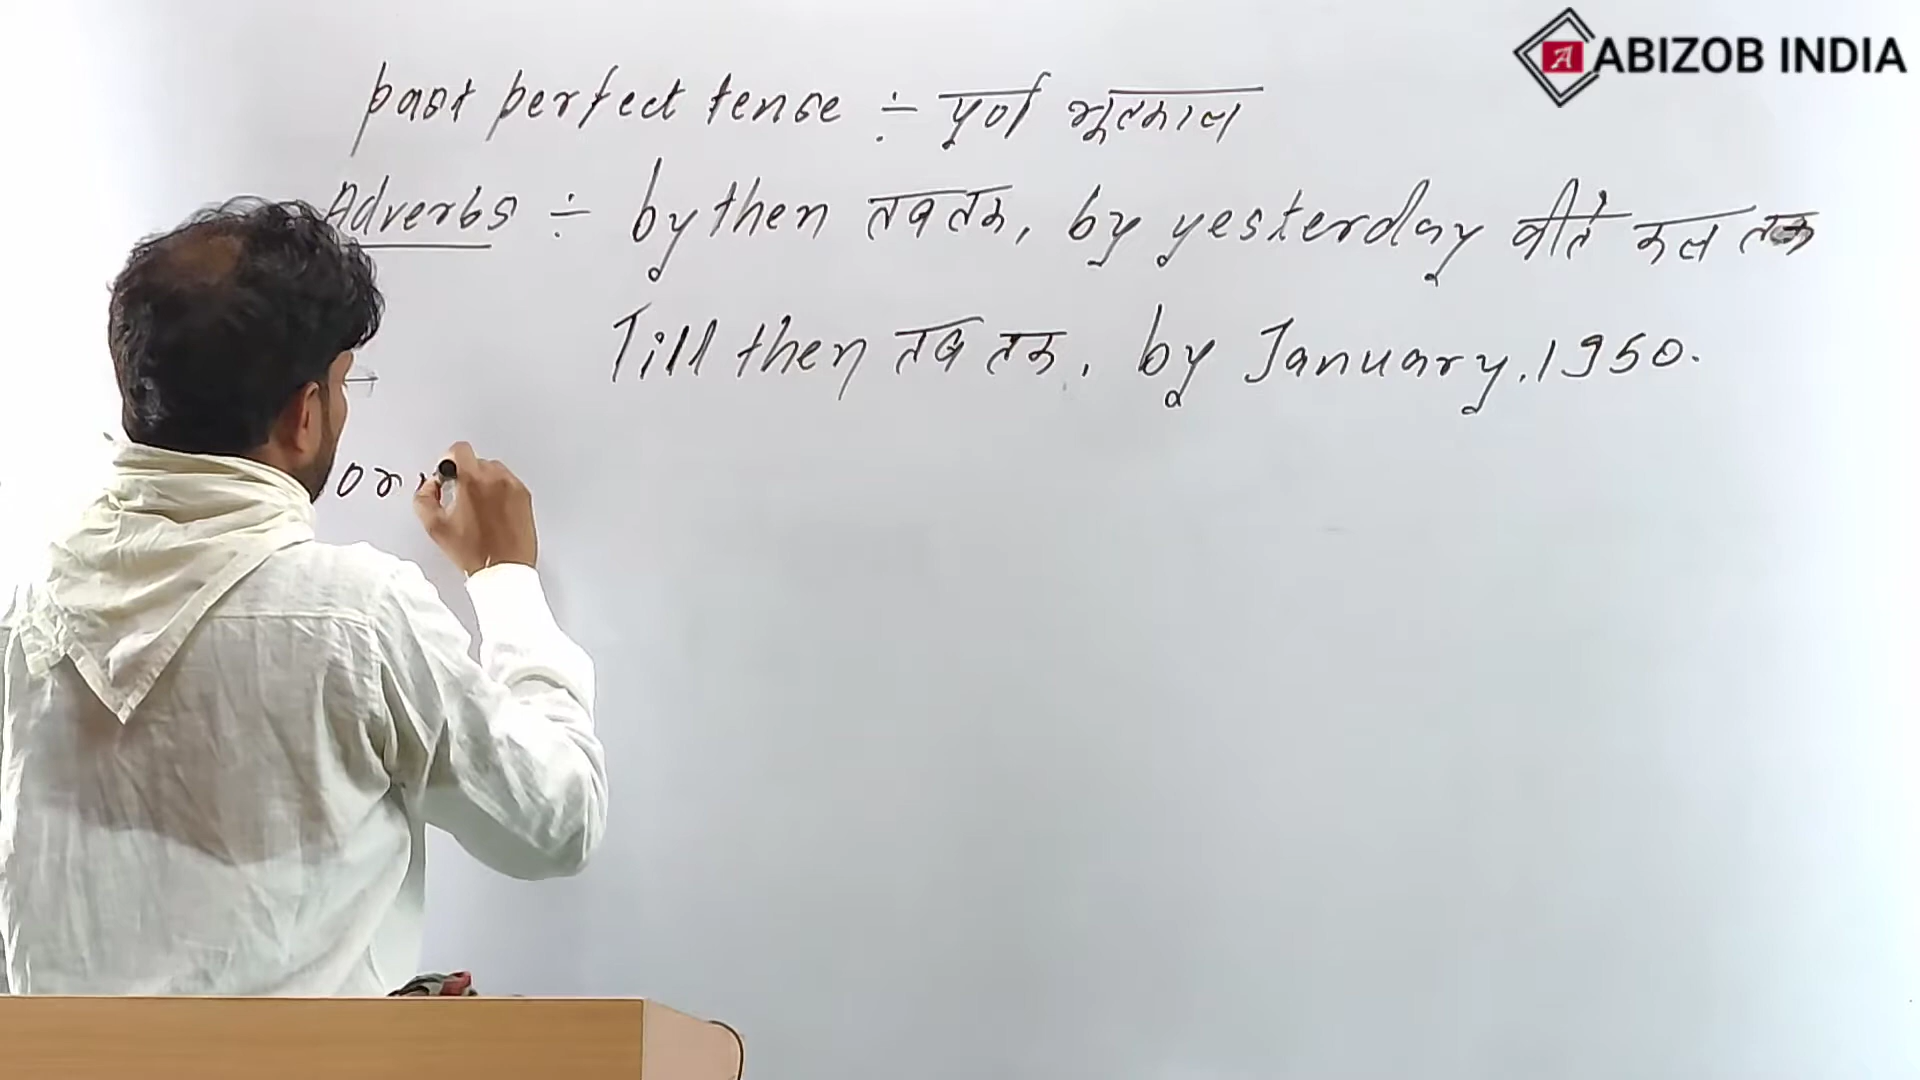 ABIZOB INDIA
past perfect tense ÷ पूर्ण भूतकाल
Adverbs ÷ by then तब तक, by yesterday बीते कल तक
Till then तब तक, by January, 1950.